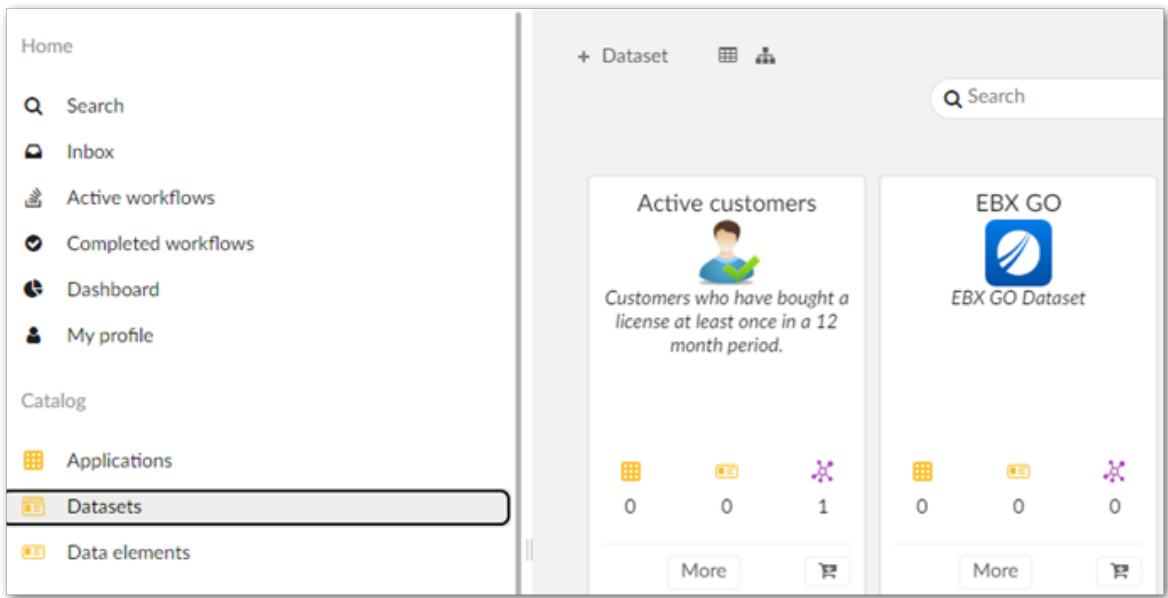 Home
Search
Inbox
Active workflows
Completed workflows
Dashboard
My profile
Catalog
Applications
Datasets
Data elements
+ Dataset
Search
Active customers
Customers who have bought a
license at least once in a 12
month period.
0 0 1
More
EBX GO
EBX GO Dataset
0 0 0
More